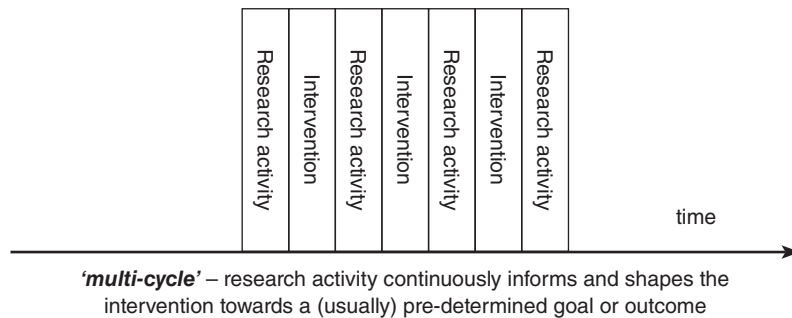 Research activity
Intervention
Research activity
Intervention
Research activity
Intervention
Research activity
time
‘multi-cycle’ – research activity continuously informs and shapes the
intervention towards a (usually) pre-determined goal or outcome